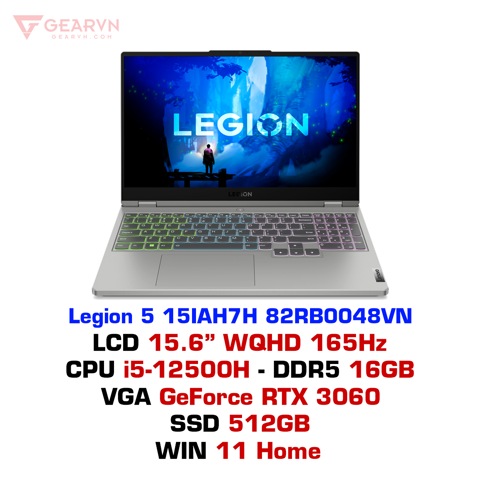 GEARVN
GEARVN.COM
LEGION
LEGION
Legion 5 15IAH7H 82RB0048VN
LCD 15.6” WQHD 165Hz
CPU i5-12500H - DDR5 16GB
VGA GeForce RTX 3060
SSD 512GB
WIN 11 Home